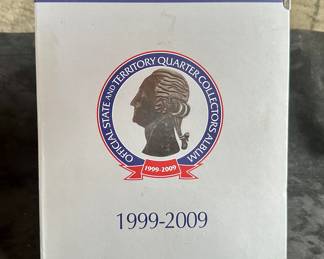 OFFICIAL STATE AND TERRITORY QUARTER COLLECTORS ALBUM
1999-2009
1999-2009